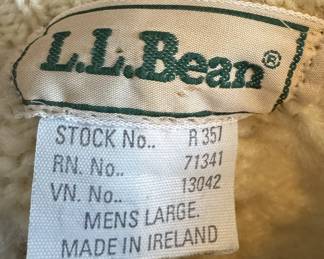 L.L.Bean®
STOCK No.. R 357
RN. No.. 71341
VN. No.. 13042
MENS LARGE.
MADE IN IRELAND